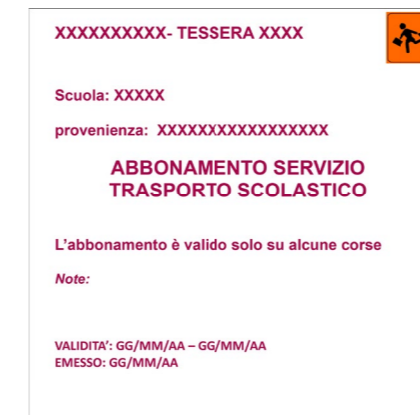 XXXXXXXXXX- TESSERA XXXX
Scuola: XXXXX
provenienza: XXXXXXXXXXXXXXXXX
ABBONAMENTO SERVIZIO
TRASPORTO SCOLASTICO
L'abbonamento è valido solo su alcune corse
Note:
VALIDITA': GG/MM/AA – GG/MM/AA
EMESSO: GG/MM/AA